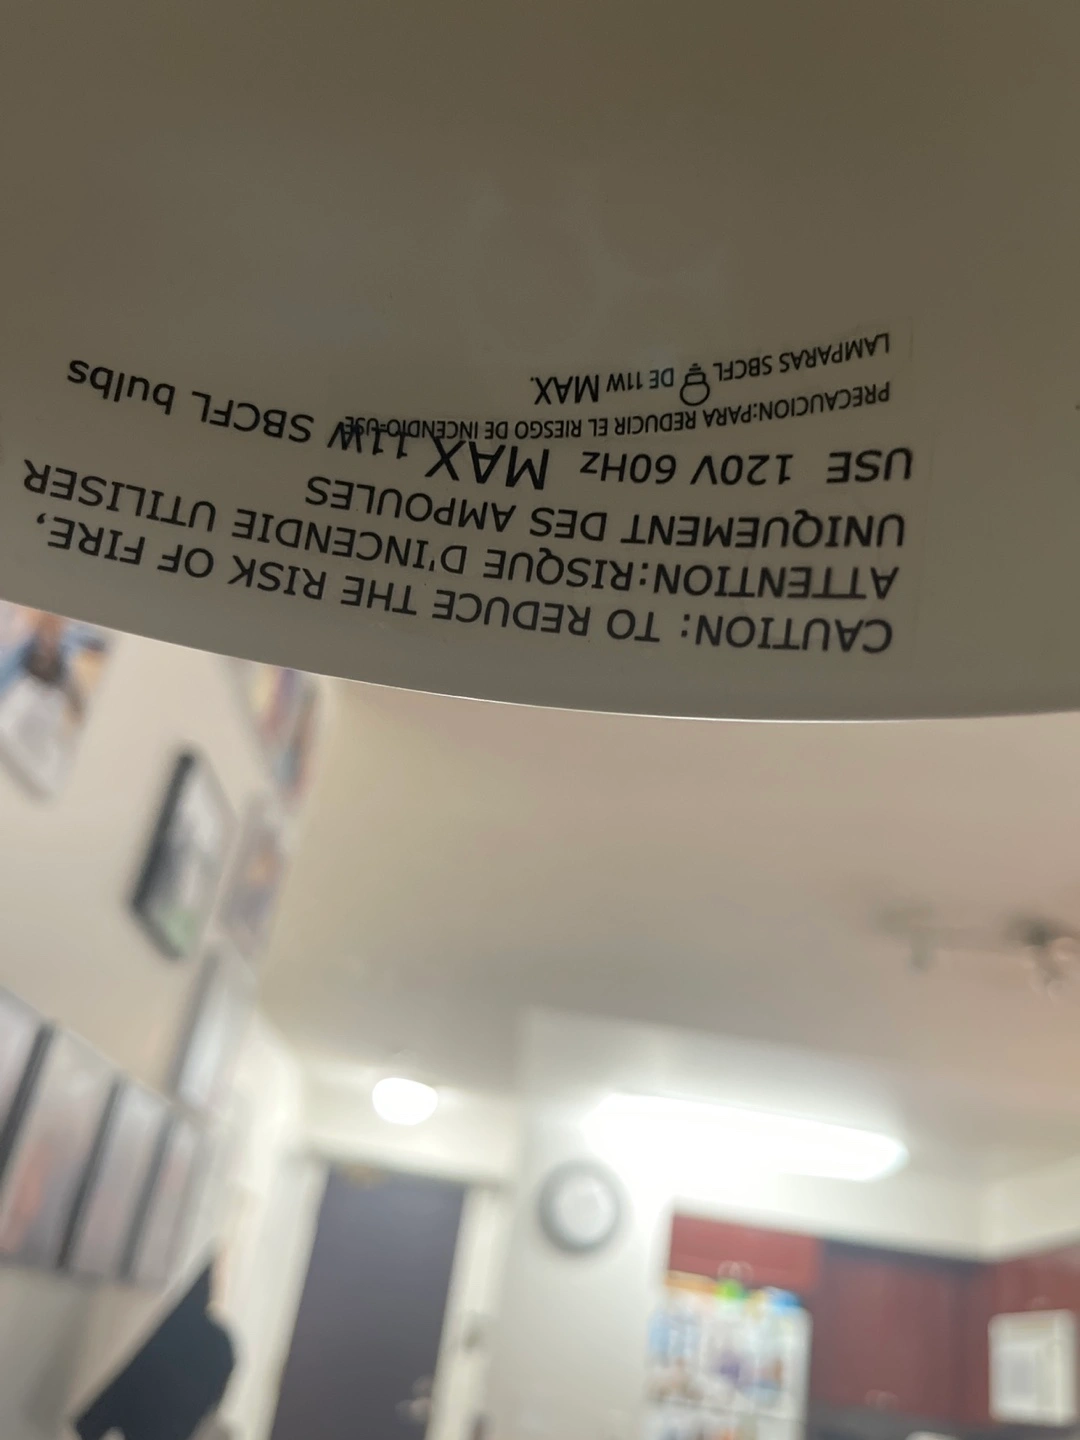 CAUTION: TO REDUCE THE RISK OF FIRE,
ATTENTION:RISQUE D'INCENDIE UTILISER
UNIQUEMENT DES AMPOULES
USE 120V 60Hz MAX 11W SBCFL bulbs
PRECAUCION:PARA REDUCIR EL RIESGO DE INCENDIO-USE
LAMPARAS SBCFL DE 11W MAX.